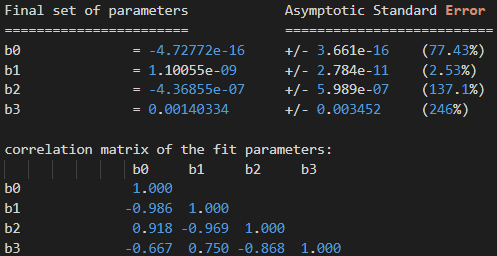 Final set of parameters            Asymptotic Standard Error
=======================            ==========================
b0              = -4.72772e-16     +/- 3.661e-16    (77.43%)
b1              = 1.10055e-09      +/- 2.784e-11    (2.53%)
b2              = -4.36855e-07     +/- 5.989e-07    (137.1%)
b3              = 0.00140334       +/- 0.003452     (246%)
correlation matrix of the fit parameters:
                b0     b1     b2     b3
b0              1.000
b1             -0.986  1.000
b2              0.918 -0.969  1.000
b3             -0.667  0.750 -0.868  1.000